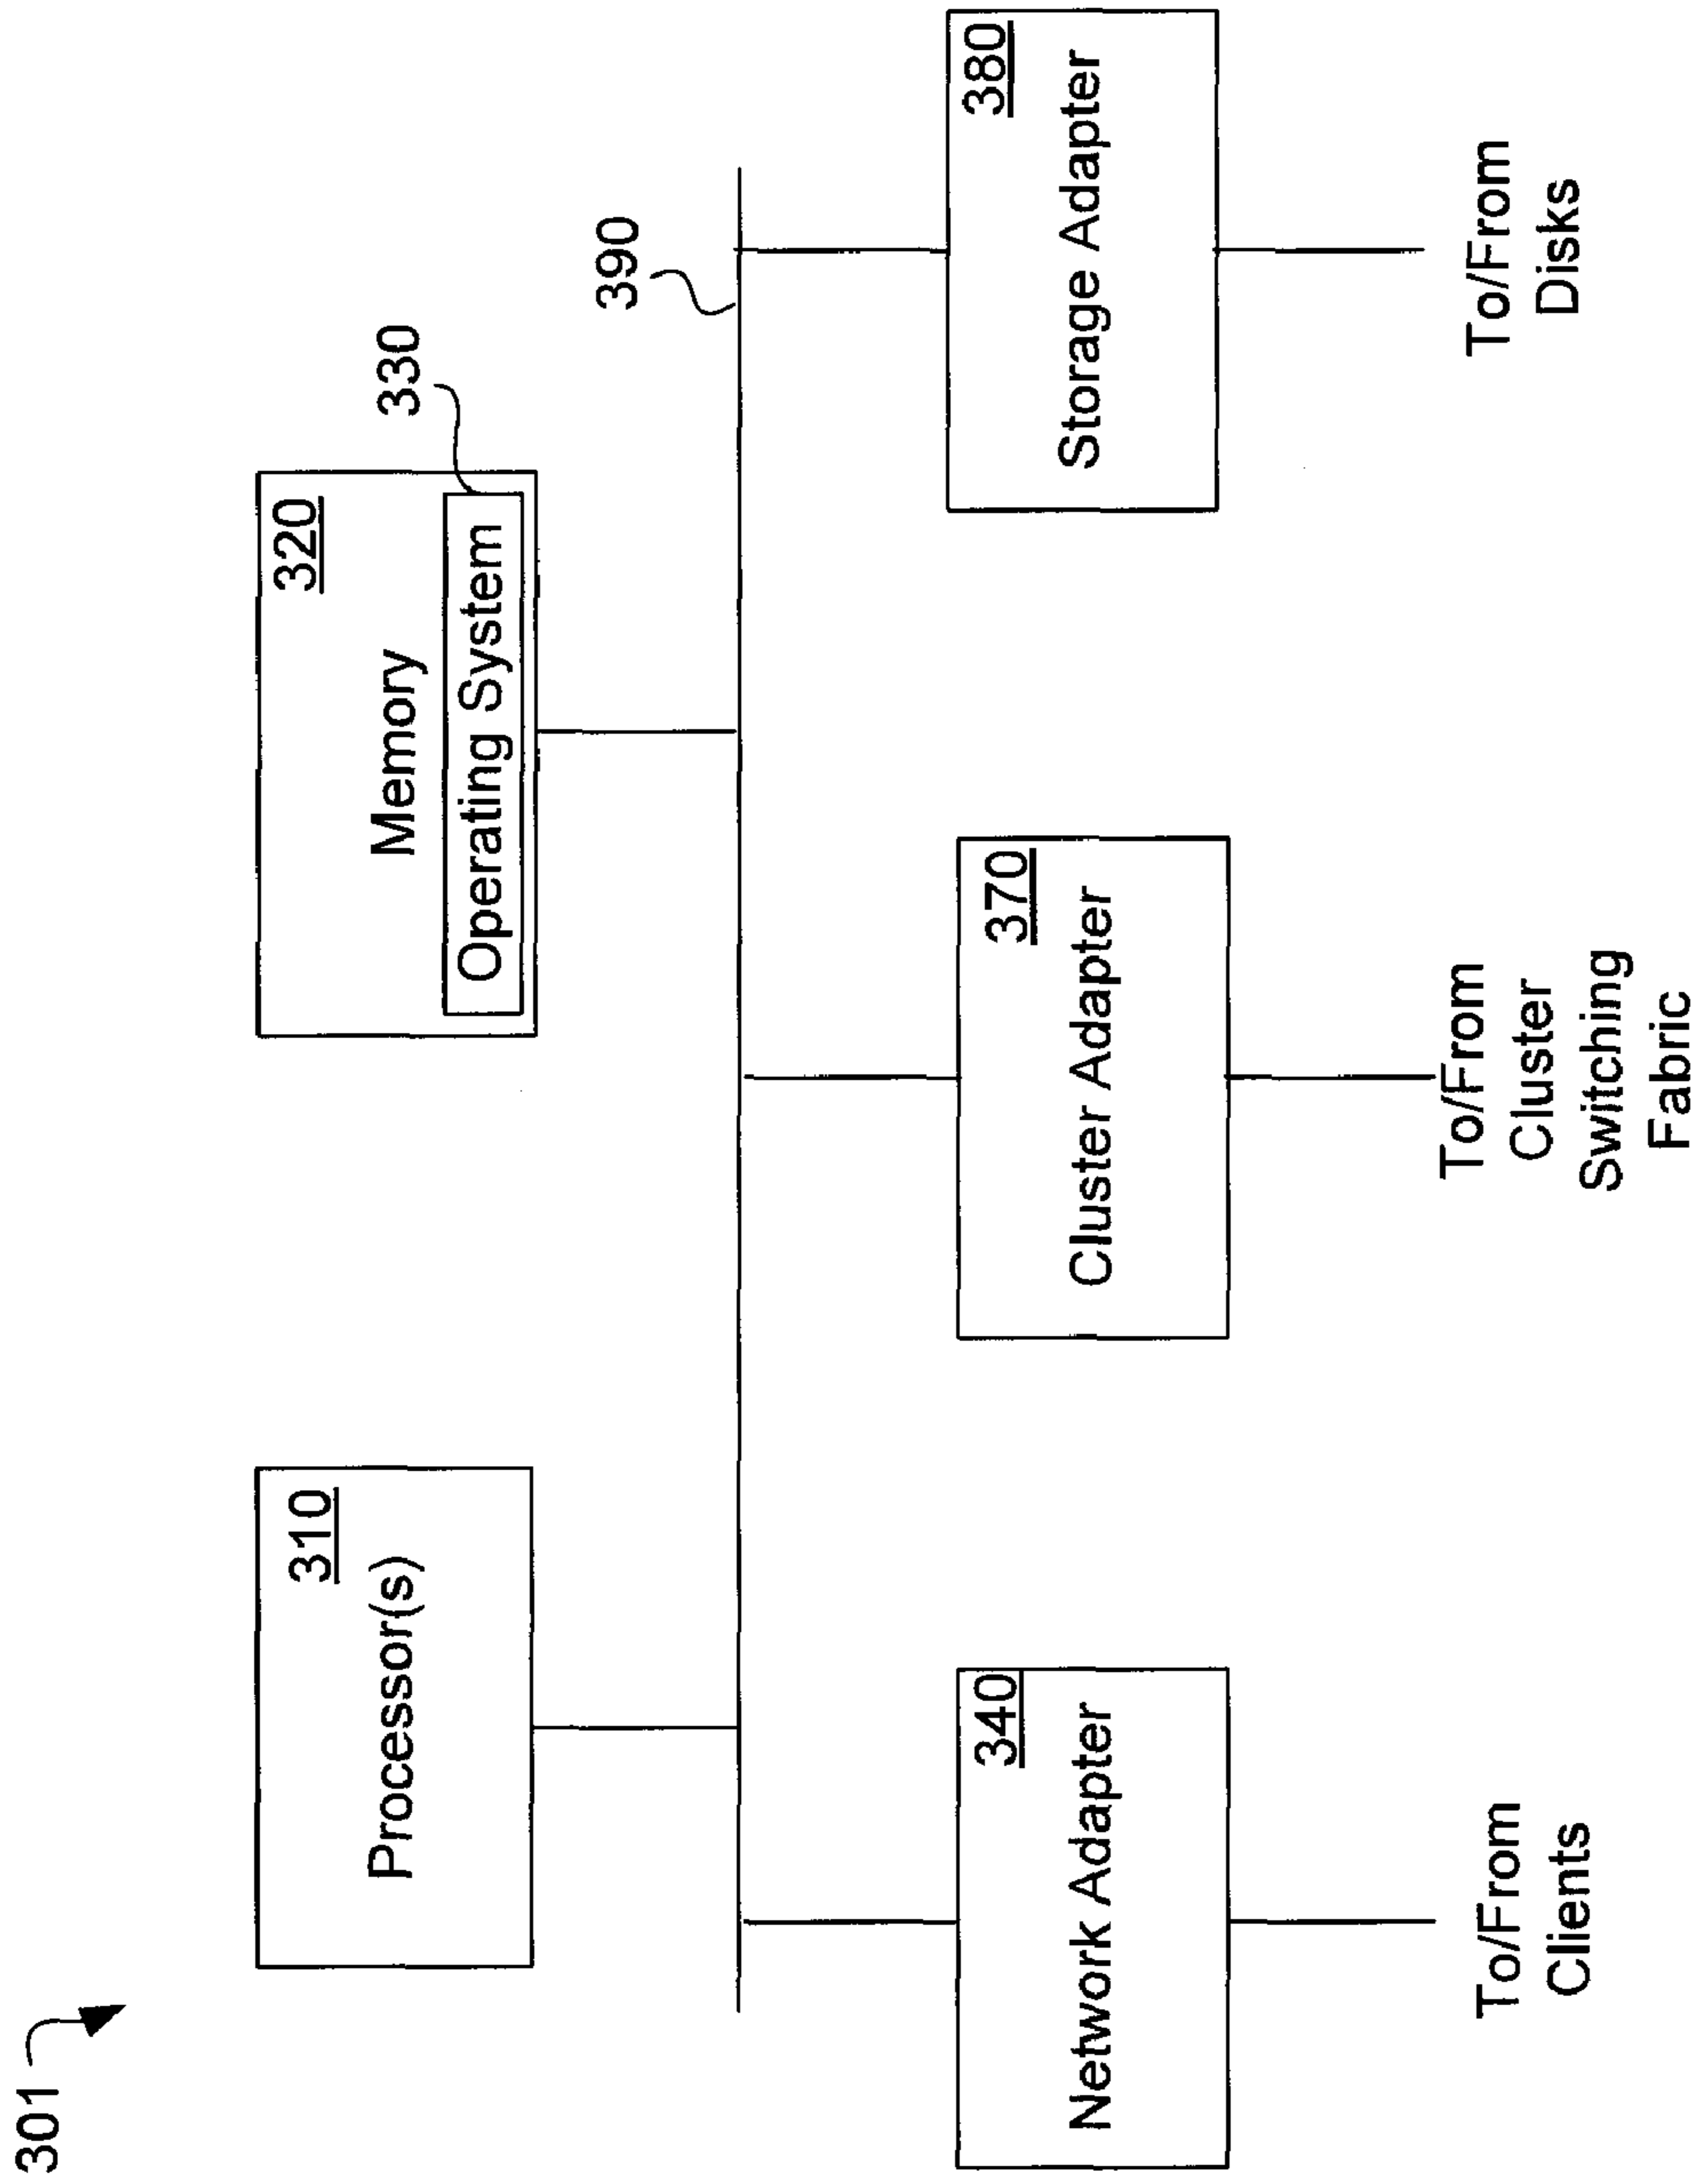 301
310
Processor(s)
320
Memory
Operating System
330
390
340
Network Adapter
370
Cluster Adapter
380
Storage Adapter
To/From
Clients
To/From
Cluster
Switching
Fabric
To/From
Disks